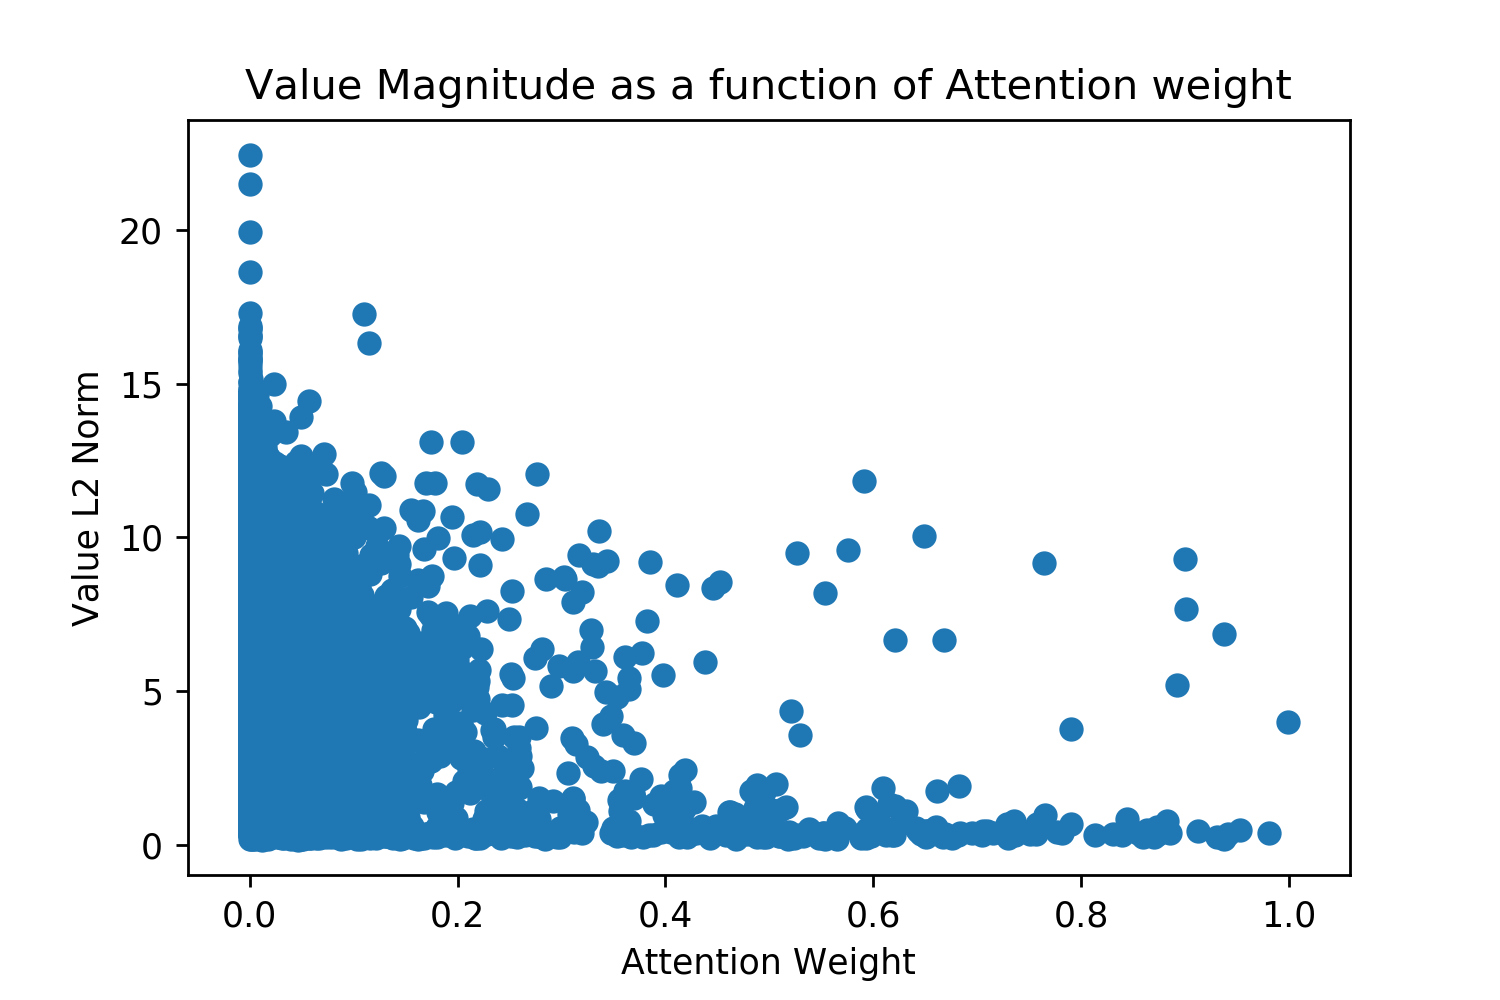 Value Magnitude as a function of Attention weight
20
15
10
5
0
Value L2 Norm
0.0 0.2 0.4 0.6 0.8 1.0
Attention Weight